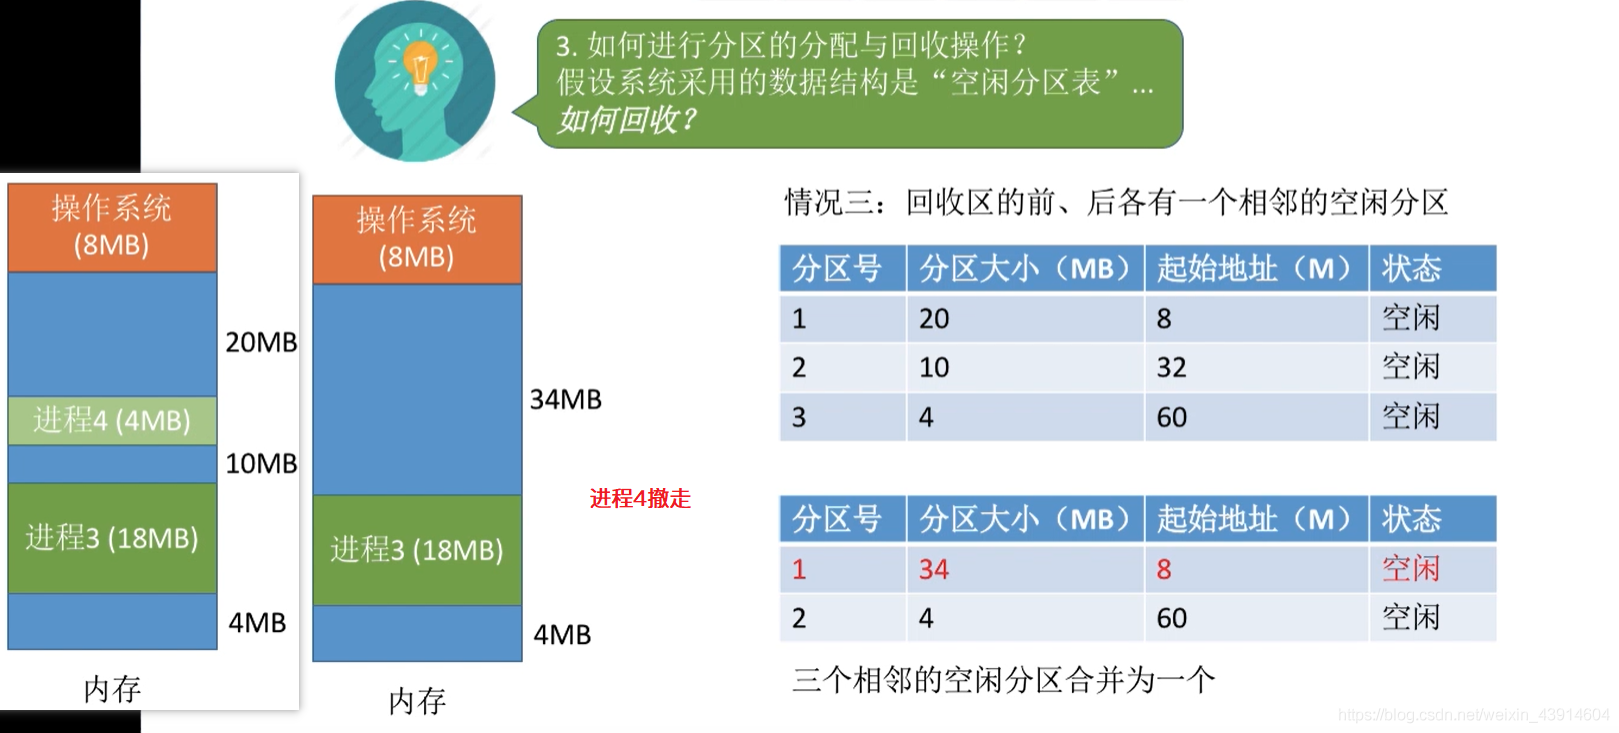 3. 如何进行分区的分配与回收操作？
假设系统采用的数据结构是“空闲分区表”...
如何回收？
操作系统
(8MB)
20MB
进程4 (4MB)
10MB
进程3 (18MB)
4MB
内存
操作系统
(8MB)
34MB
进程3 (18MB)
4MB
内存
进程4撤走
情况三：回收区的前、后各有一个相邻的空闲分区
分区号 分区大小（MB） 起始地址（M） 状态
1 20 8 空闲
2 10 32 空闲
3 4 60 空闲
分区号 分区大小（MB） 起始地址（M） 状态
1 34 8 空闲
2 4 60 空闲
三个相邻的空闲分区合并为一个
https://blog.csdn.net/weixin_43914604